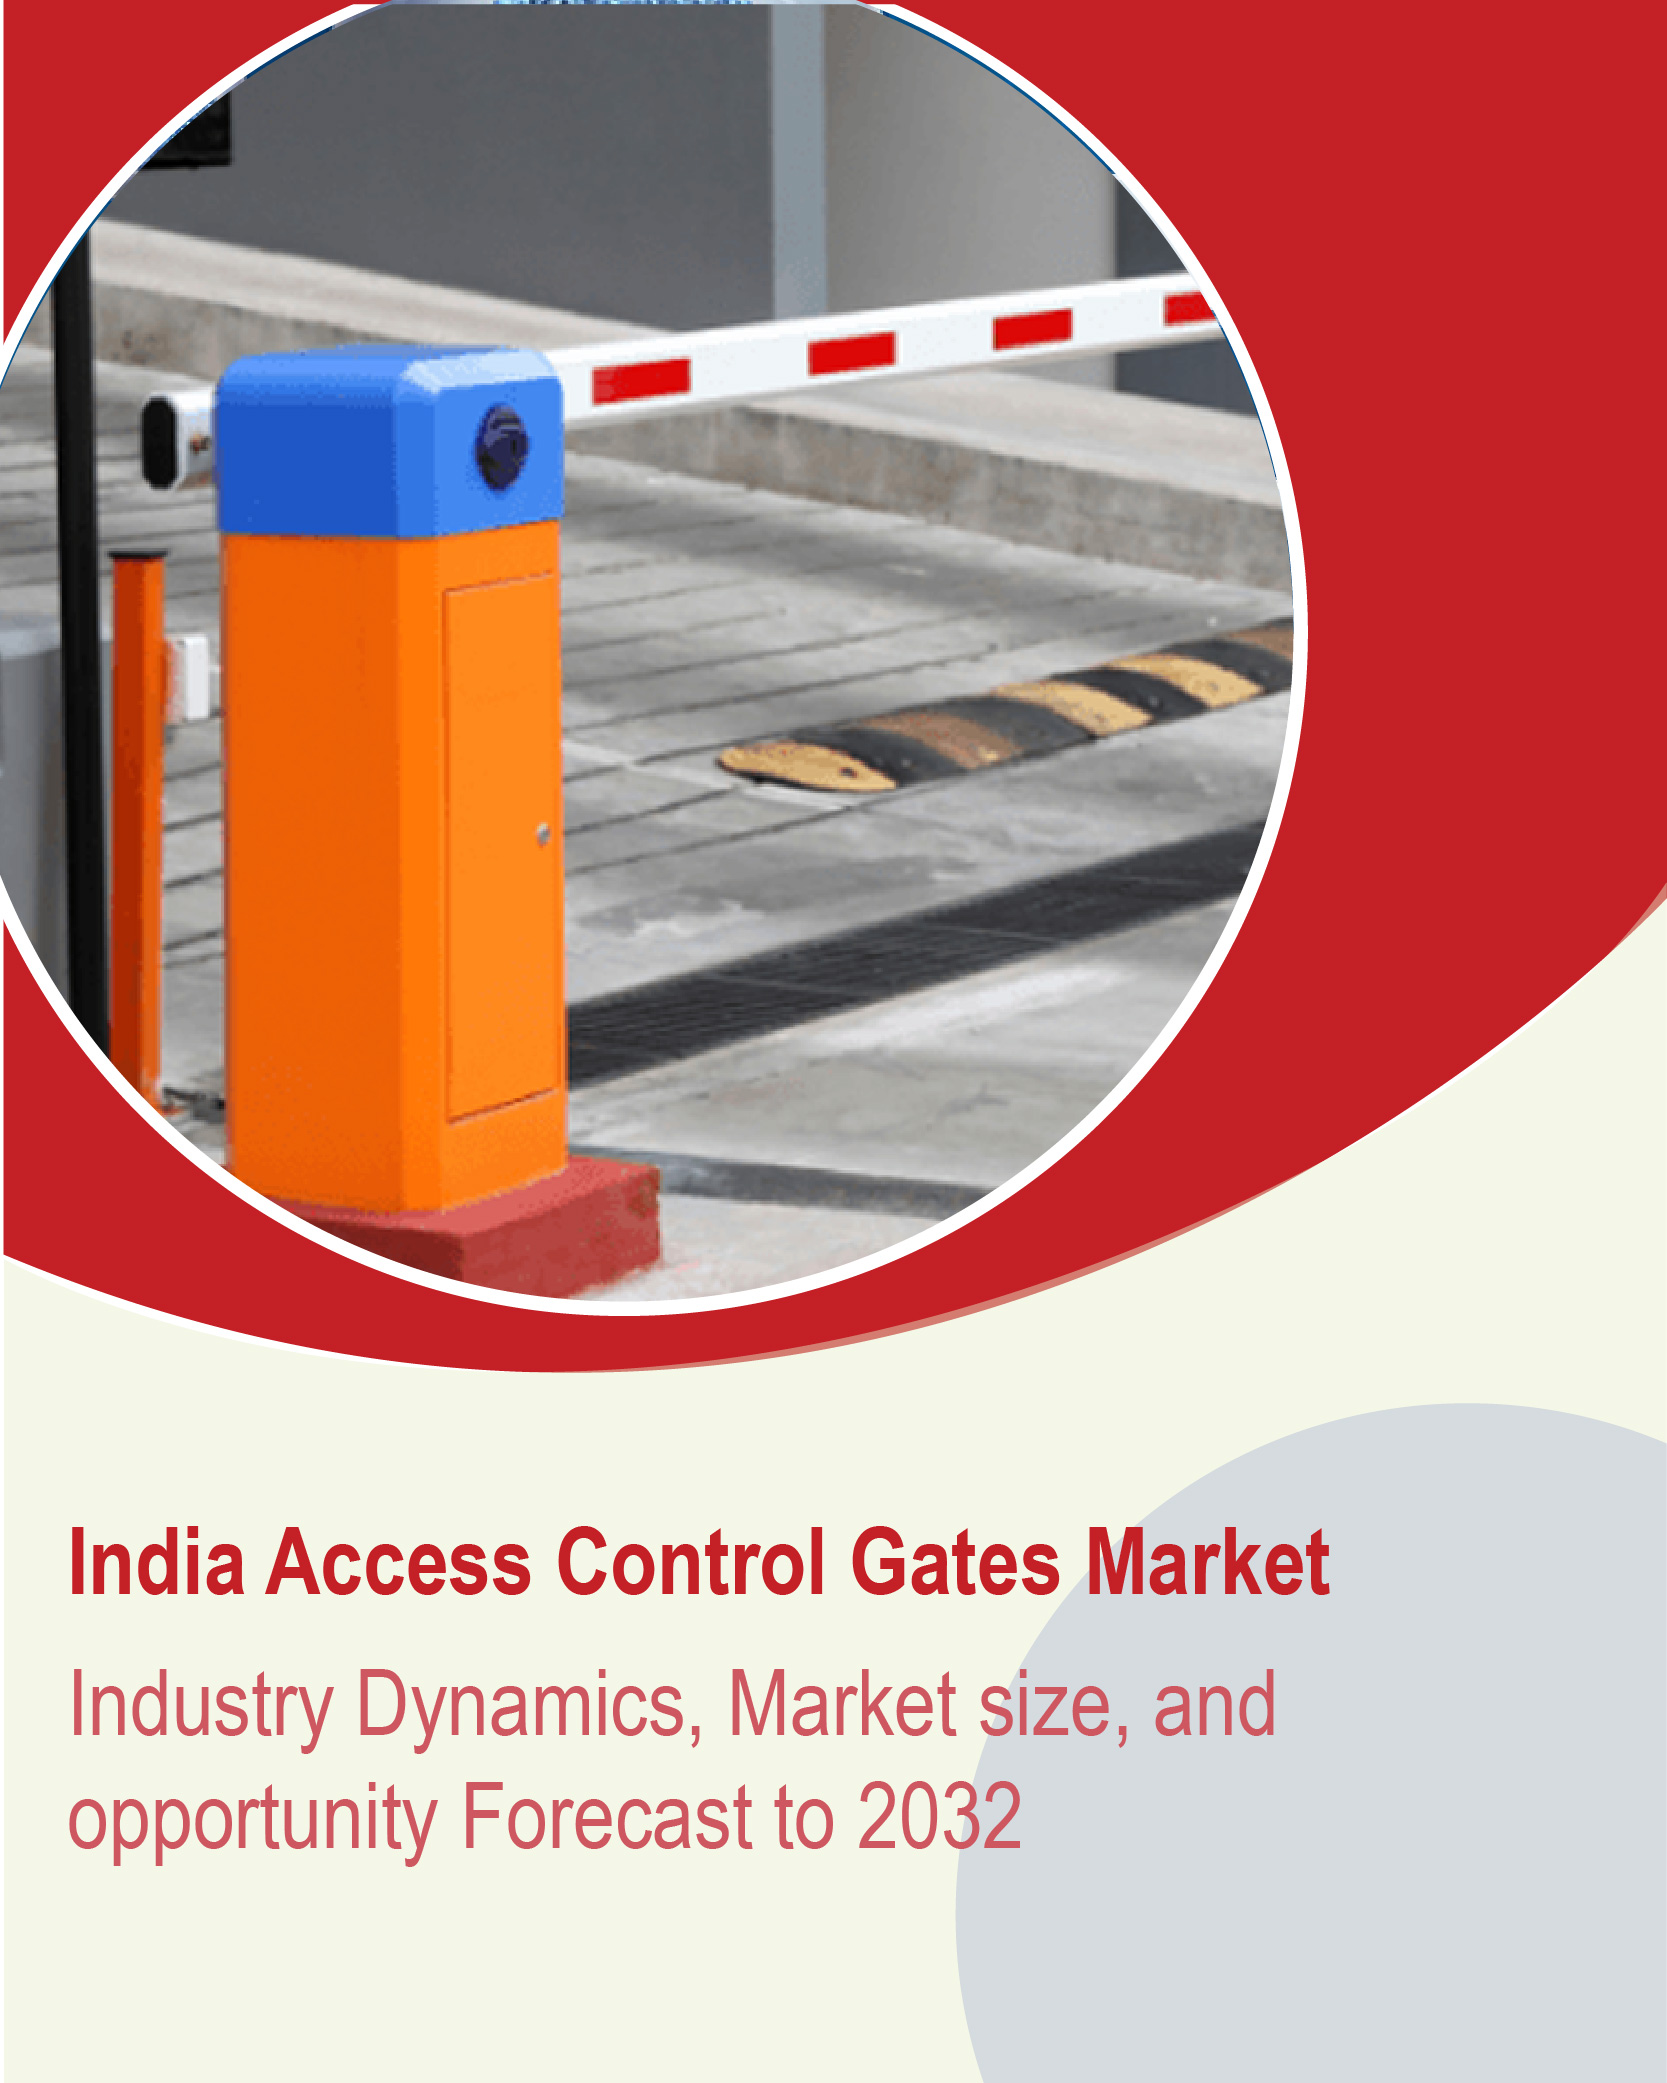 India Access Control Gates Market
Industry Dynamics, Market size, and
opportunity Forecast to 2032